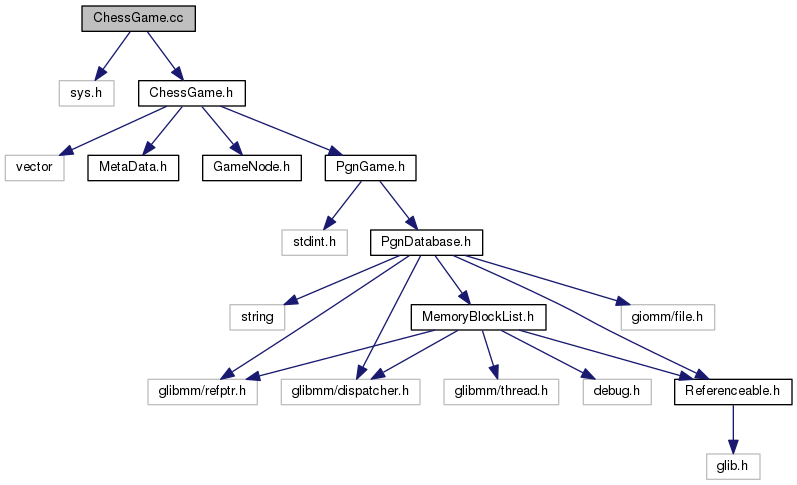 ChessGame.cc
sys.h
ChessGame.h
vector
MetaData.h
GameNode.h
PgnGame.h
stdint.h
PgnDatabase.h
string
MemoryBlockList.h
giomm/file.h
glibmm/refptr.h
glibmm/dispatcher.h
glibmm/thread.h
debug.h
Referenceable.h
glib.h